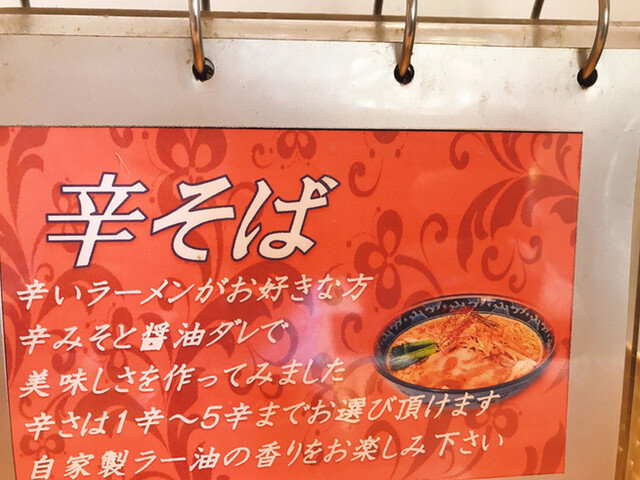 辛そば
辛いラーメンがお好きな方
辛みそと醤油ダレで
美味しさを作ってみました
辛さは1辛～5辛までお選び頂けます
自家製ラー油の香りをお楽しみ下さい